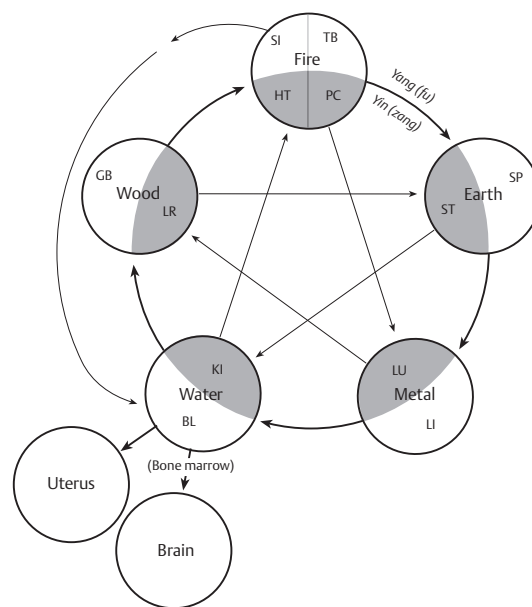 SI
TB
Fire
HT
PC
Yang (fu)
Yin (zang)
GB
Wood
LR
SP
Earth
ST
KI
Water
BL
LU
Metal
LI
(Bone marrow)
Uterus
Brain